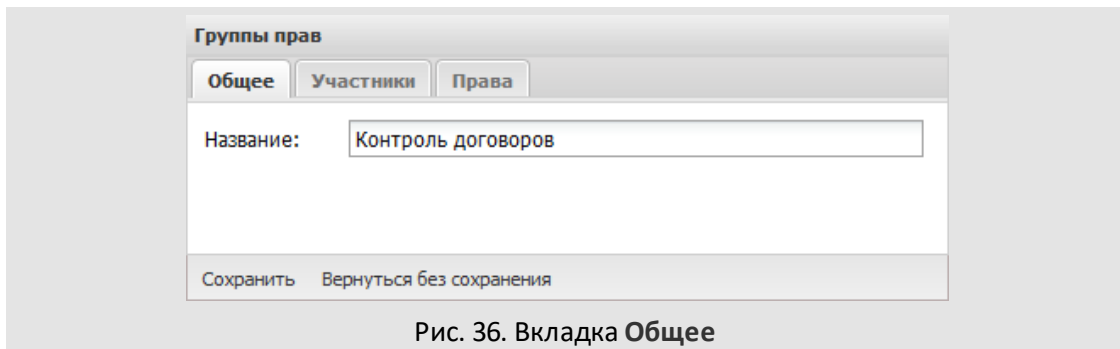 Группы прав
Общее Участники Права
Название: Контроль договоров
Сохранить Вернуться без сохранения
Рис. 36. Вкладка Общее